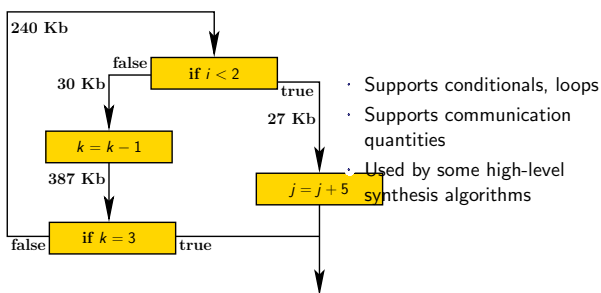 240 Kb
false
if i < 2
true
30 Kb
27 Kb
k = k − 1
387 Kb
j = j + 5
false
if k = 3
true
· Supports conditionals, loops
· Supports communication
quantities
· Used by some high-level
synthesis algorithms